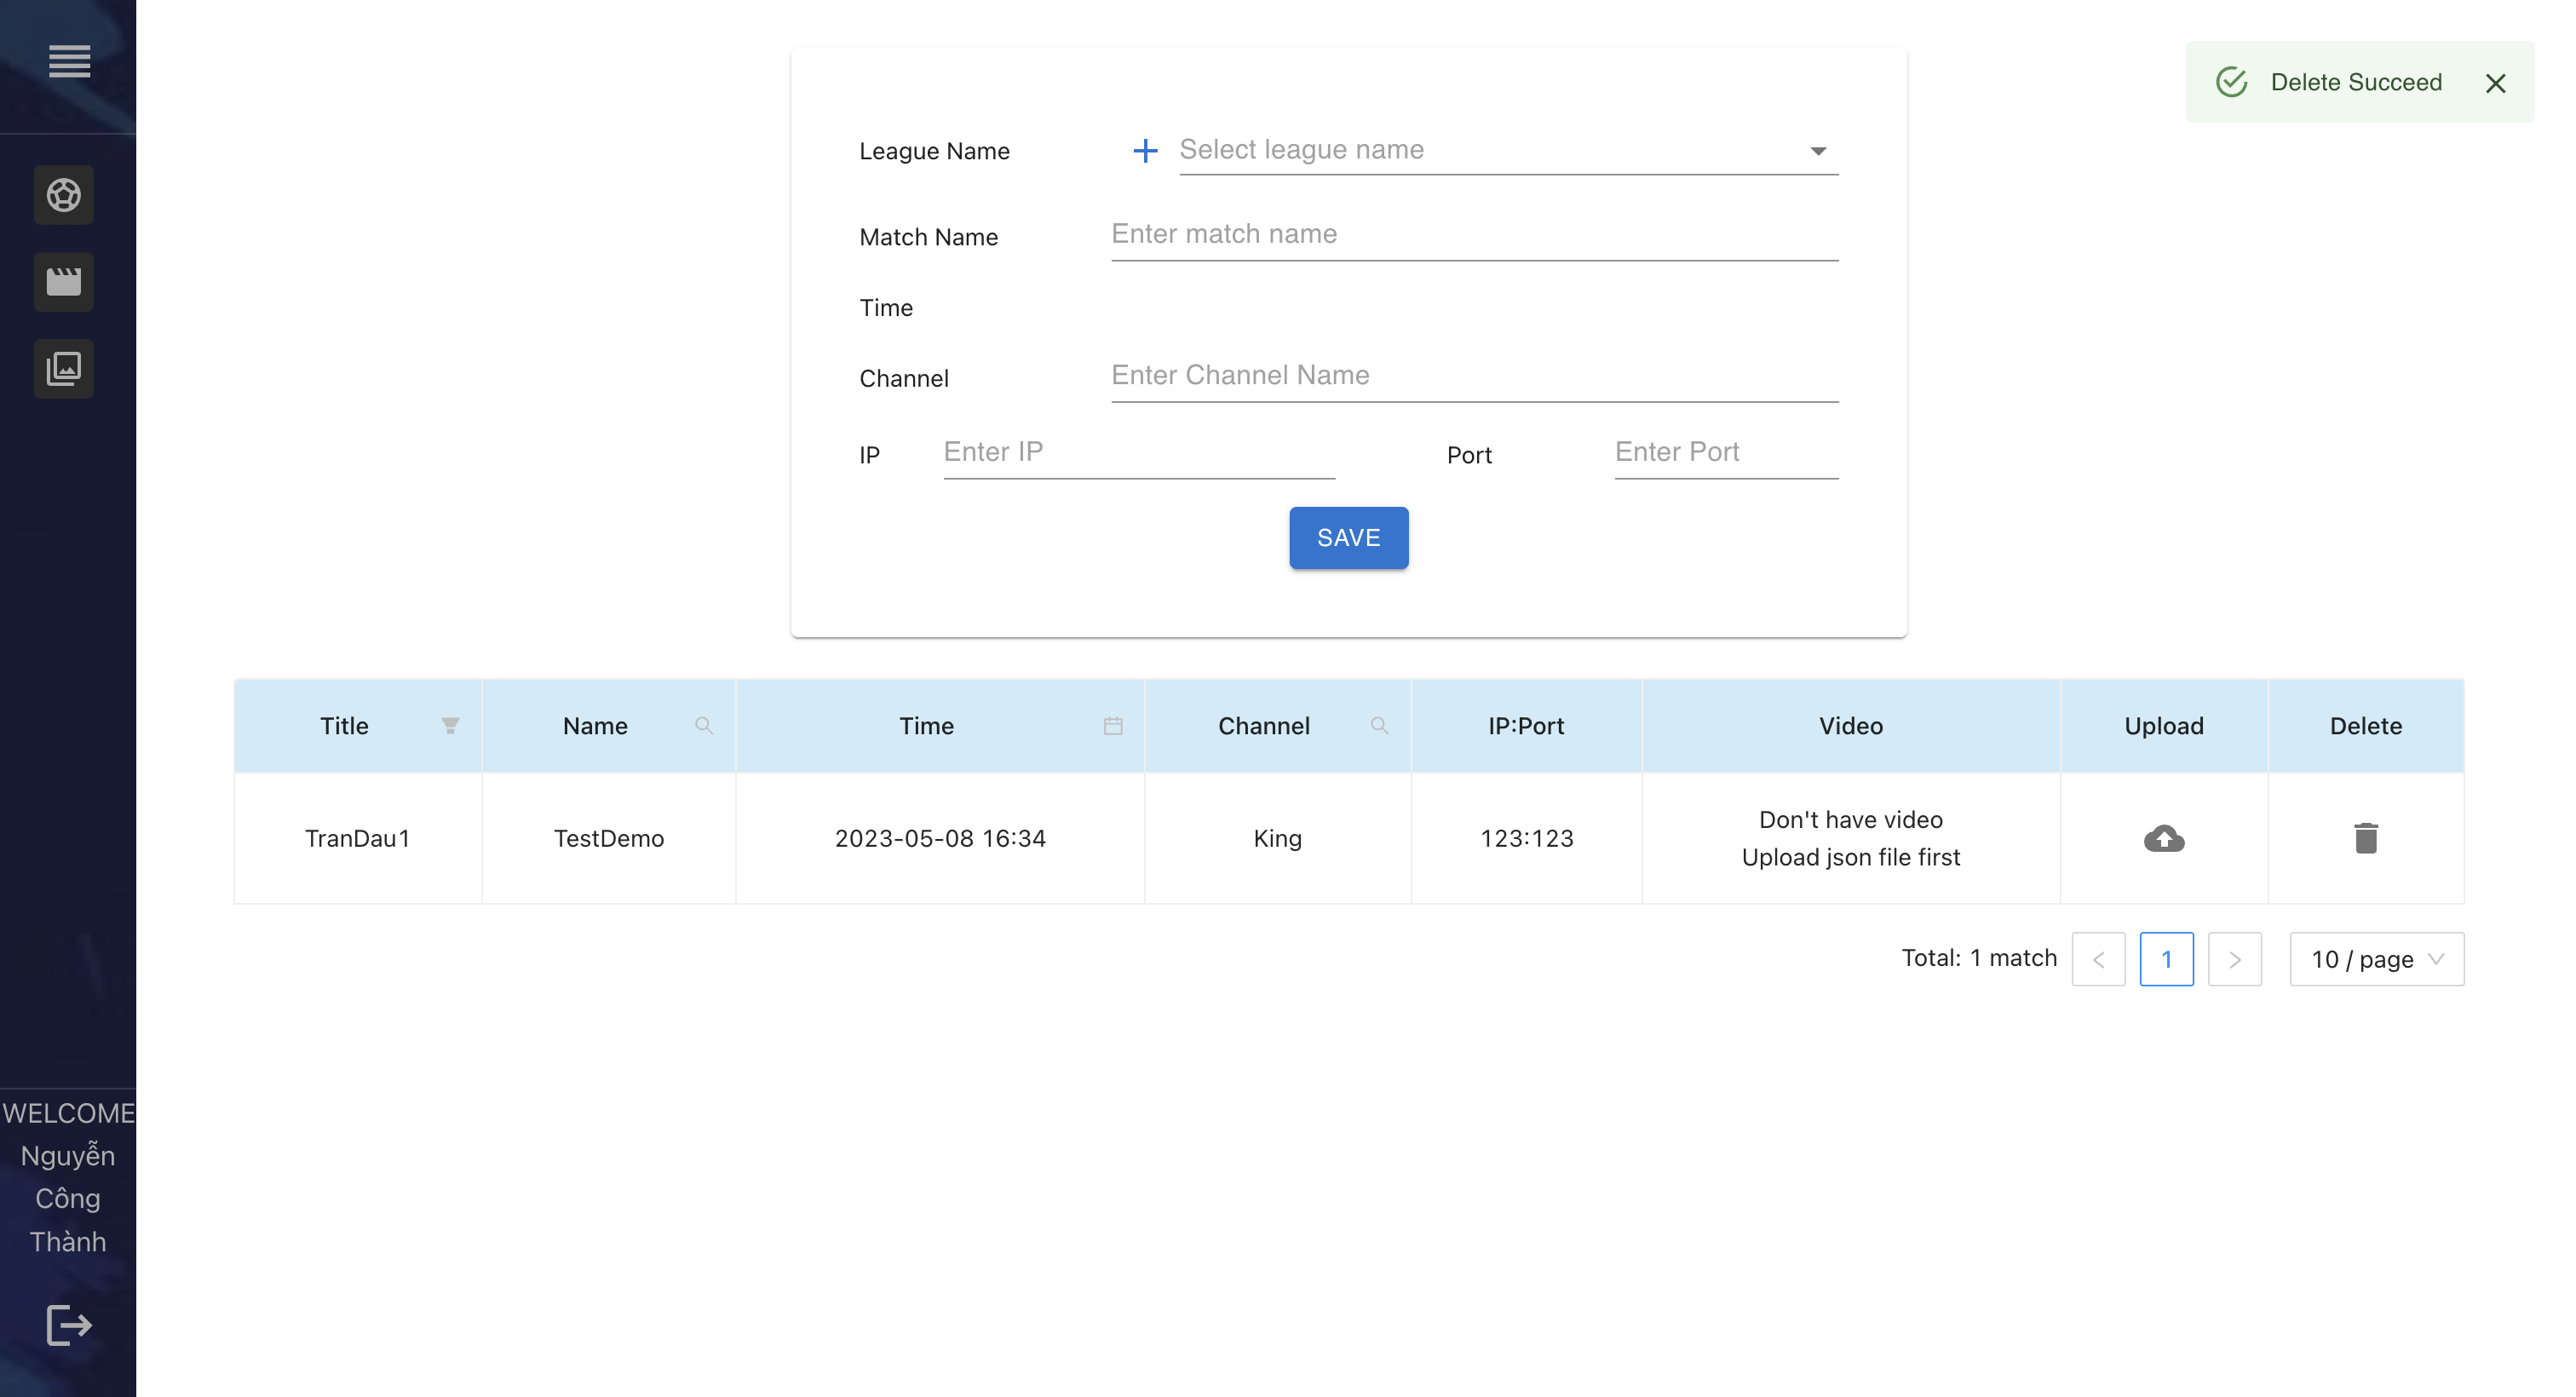 Delete Succeed
League Name
Select league name
Match Name
Enter match name
Time
Channel
Enter Channel Name
IP
Enter IP
Port
Enter Port
SAVE
Title
Name
Time
Channel
IP:Port
Video
Upload
Delete
TranDau1
TestDemo
2023-05-08 16:34
King
123:123
Don't have video
Upload json file first
Total: 1 match
1
10 / page
WELCOME
Nguyễn
Công
Thành